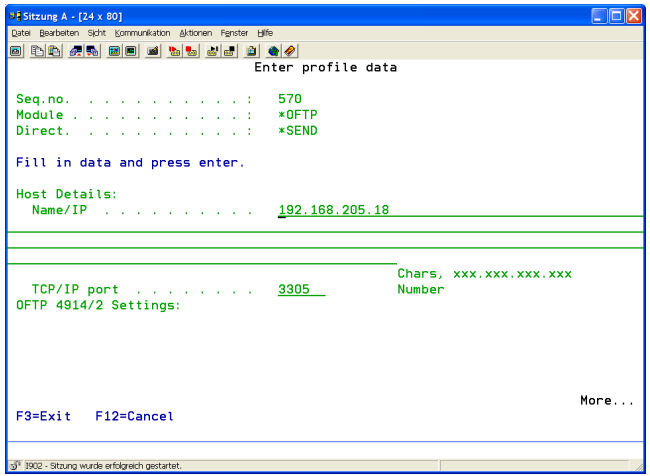 Sitzung A - [24 x 80]
Datei Bearbeiten Sicht Kommunikation Aktionen Fenster Hilfe
Enter profile data
Seq.no. . . . . . . . . . . : 570
Module . . . . . . . . . . . : *OFTP
Direct. . . . . . . . . . . : *SEND
Fill in data and press enter.
Host Details:
Name/IP . . . . . . . . . . 192.168.205.18
Chars, xxx.xxx.xxx.xxx
TCP/IP port . . . . . . . . 3305 Number
OFTP 4914/2 Settings:
More...
F3=Exit F12=Cancel
I902 - Sitzung wurde erfolgreich gestartet.